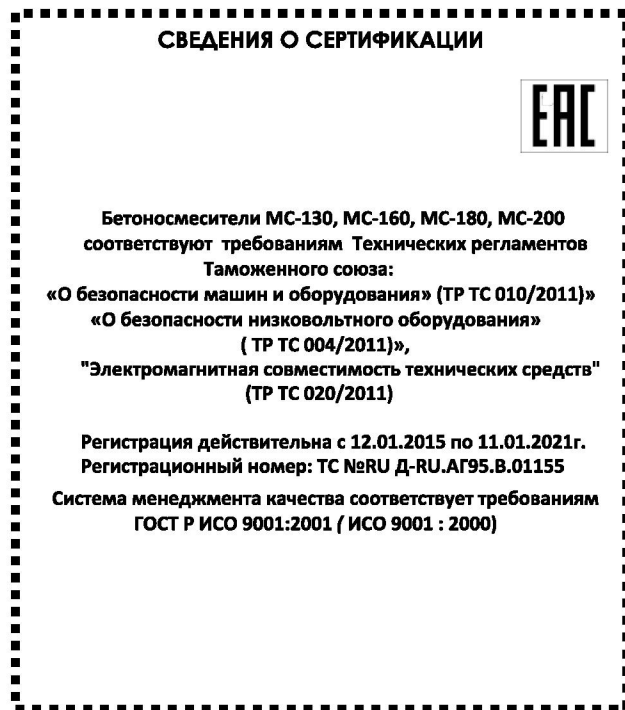 СВЕДЕНИЯ О СЕРТИФИКАЦИИ
ЕАС
Бетоносмесители МС-130, МС-160, МС-180, МС-200
соответствуют требованиям Технических регламентов
Таможенного союза:
«О безопасности машин и оборудования» (ТР ТС 010/2011)»
«О безопасности низковольтного оборудования»
( ТР ТС 004/2011)»,
"Электромагнитная совместимость технических средств"
(ТР ТС 020/2011)
Регистрация действительна с 12.01.2015 по 11.01.2021г.
Регистрационный номер: ТС №RU Д-RU.АГ95.В.01155
Система менеджмента качества соответствует требованиям
ГОСТ Р ИСО 9001:2001 ( ИСО 9001 : 2000)